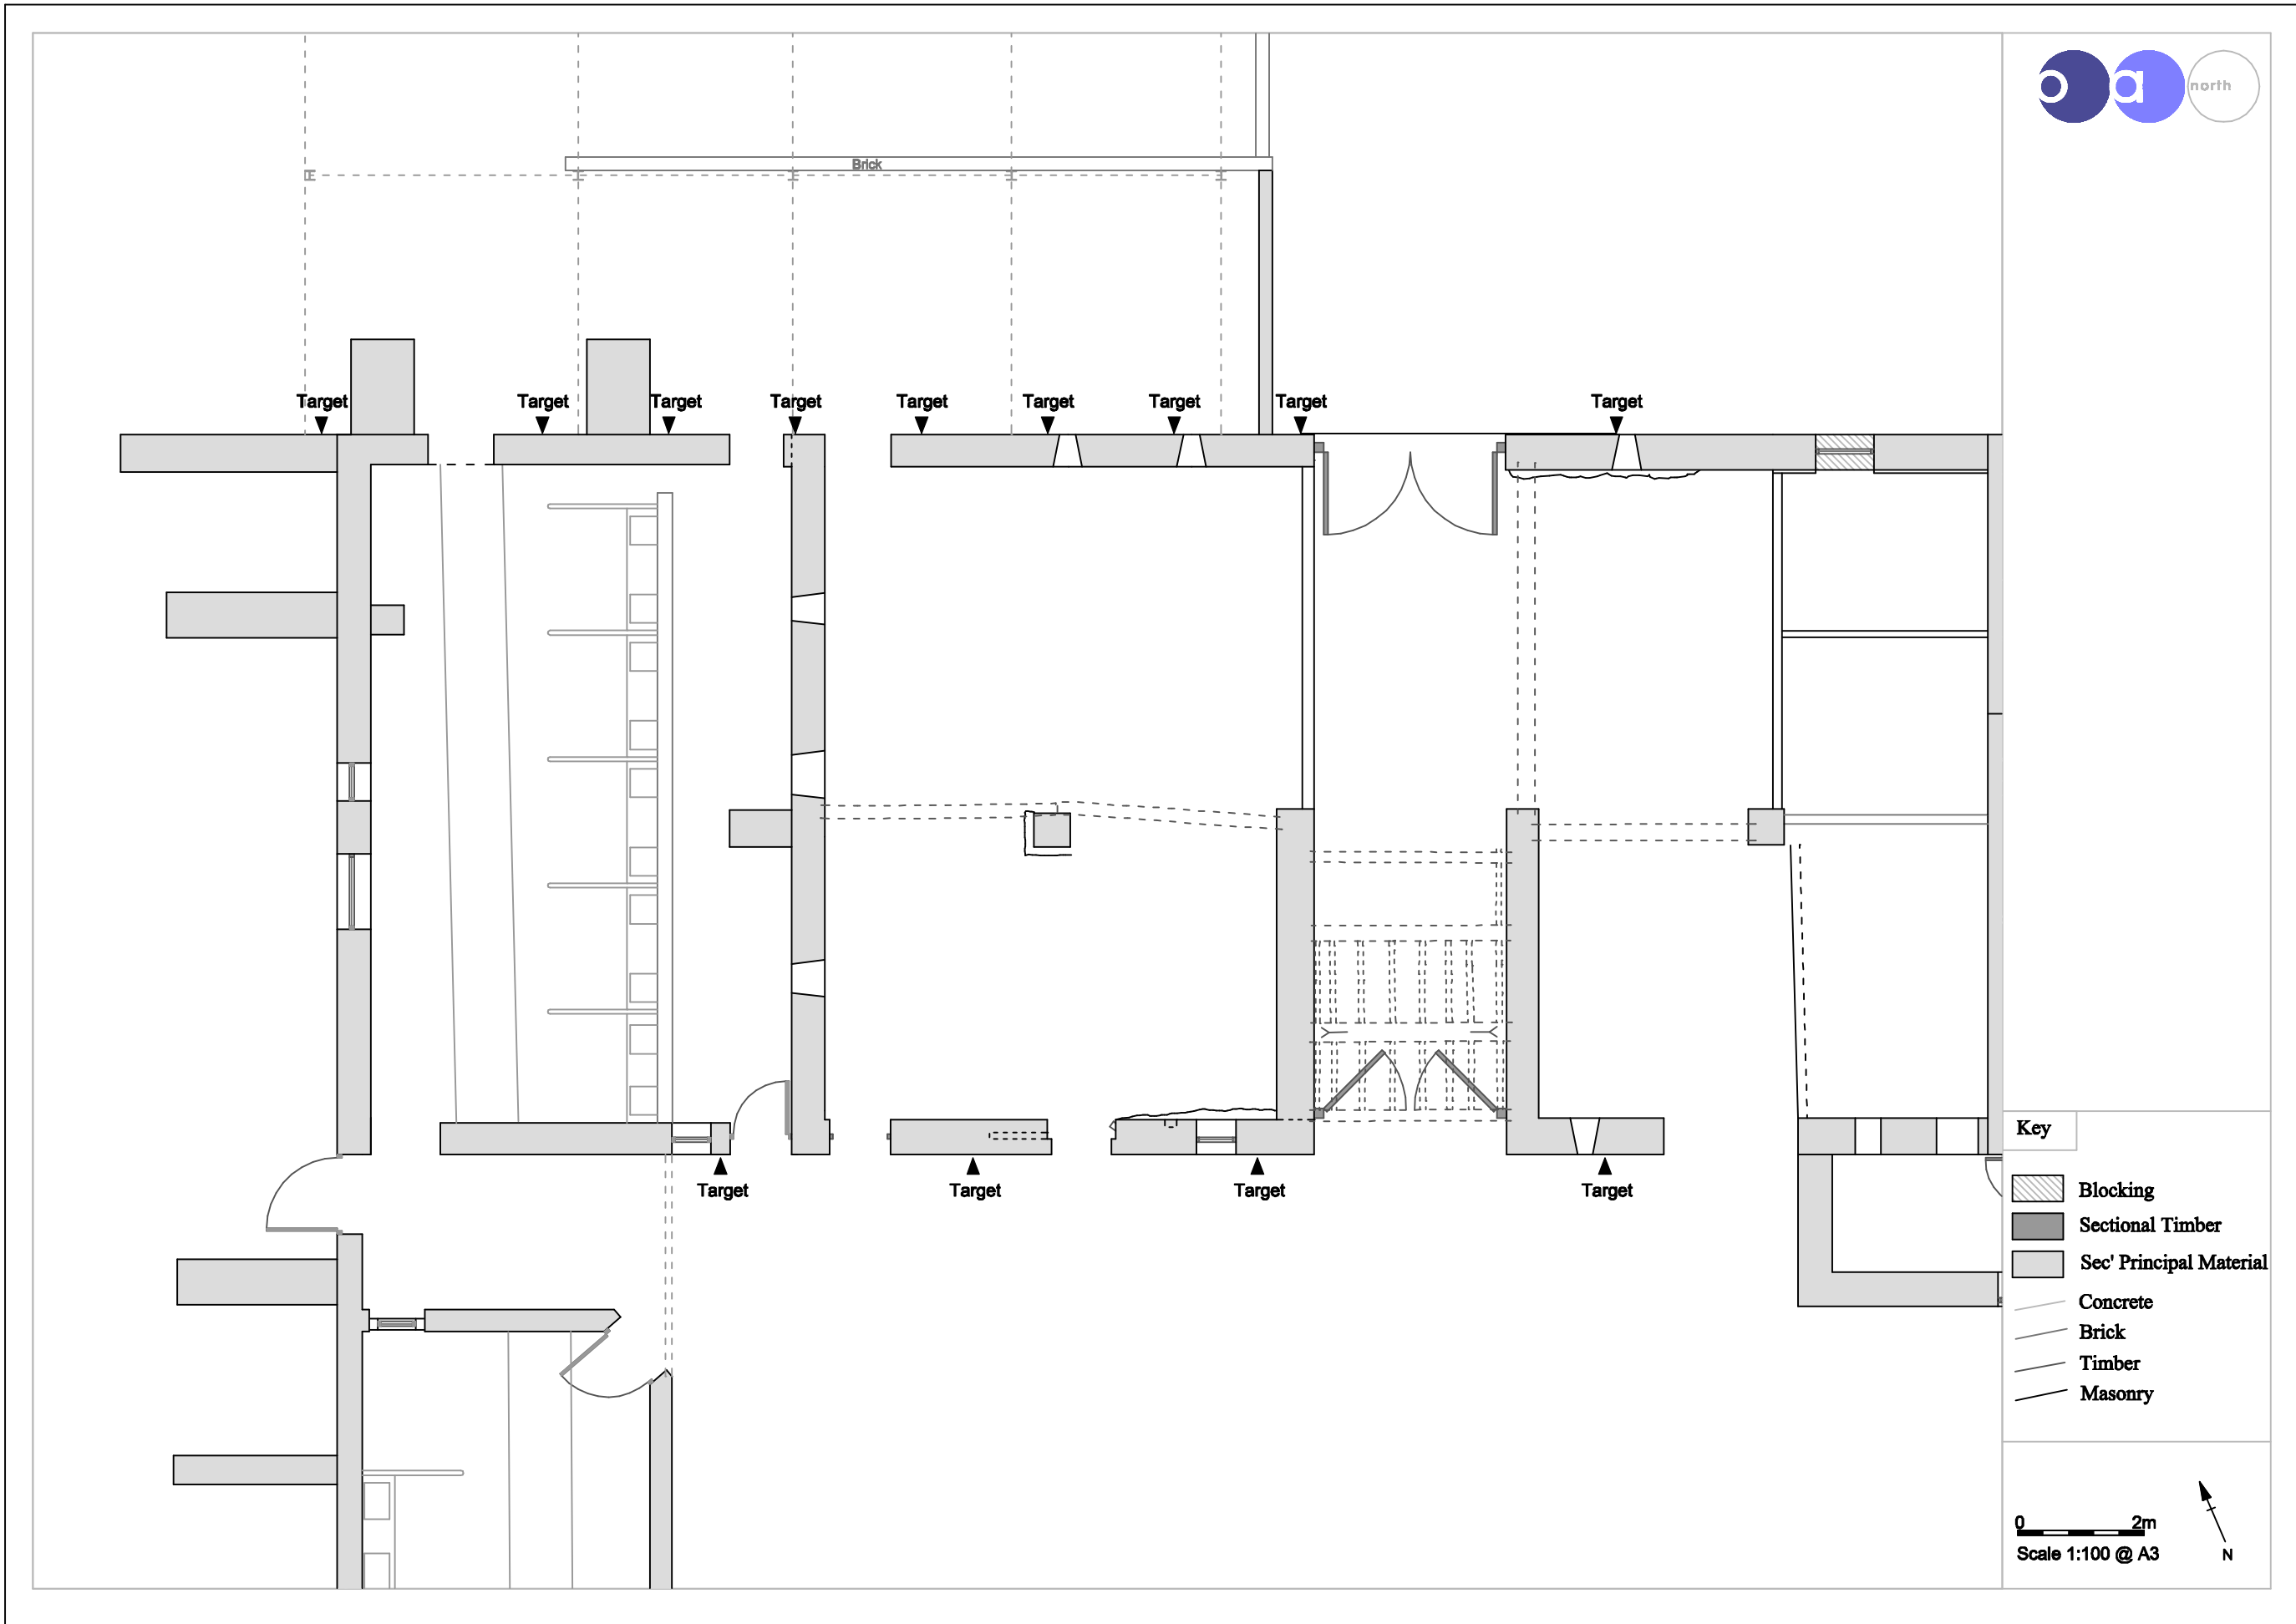 oa north
Brick
Target Target Target Target Target Target Target Target Target
Target Target Target Target
Key
Blocking
Sectional Timber
Sec' Principal Material
Concrete
Brick
Timber
Masonry
0 2m
Scale 1:100 @ A3
N